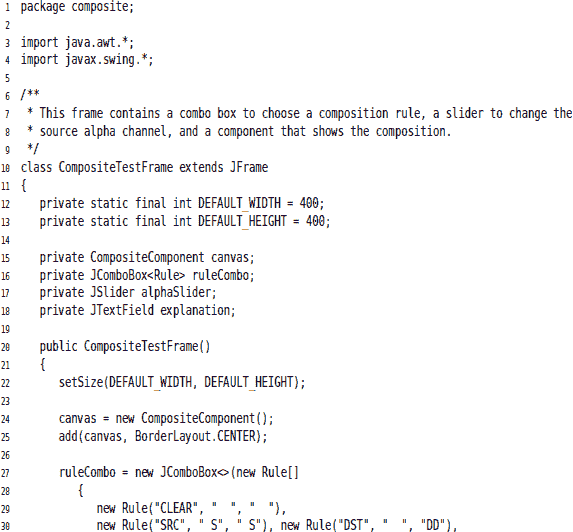 1 package composite;
2
3 import java.awt.*;
4 import javax.swing.*;
5
6 /**
7  * This frame contains a combo box to choose a composition rule, a slider to change the
8  * source alpha channel, and a component that shows the composition.
9  */
10 class CompositeTestFrame extends JFrame
11 {
12    private static final int DEFAULT_WIDTH = 400;
13    private static final int DEFAULT_HEIGHT = 400;
14
15    private CompositeComponent canvas;
16    private JComboBox<Rule> ruleCombo;
17    private JSlider alphaSlider;
18    private JTextField explanation;
19
20    public CompositeTestFrame()
21    {
22       setSize(DEFAULT_WIDTH, DEFAULT_HEIGHT);
23
24       canvas = new CompositeComponent();
25       add(canvas, BorderLayout.CENTER);
26
27       ruleCombo = new JComboBox<>(new Rule[]
28          {
29             new Rule("CLEAR", "  ", "  "),
30             new Rule("SRC", " S", " S"), new Rule("DST", "  ", "DD"),